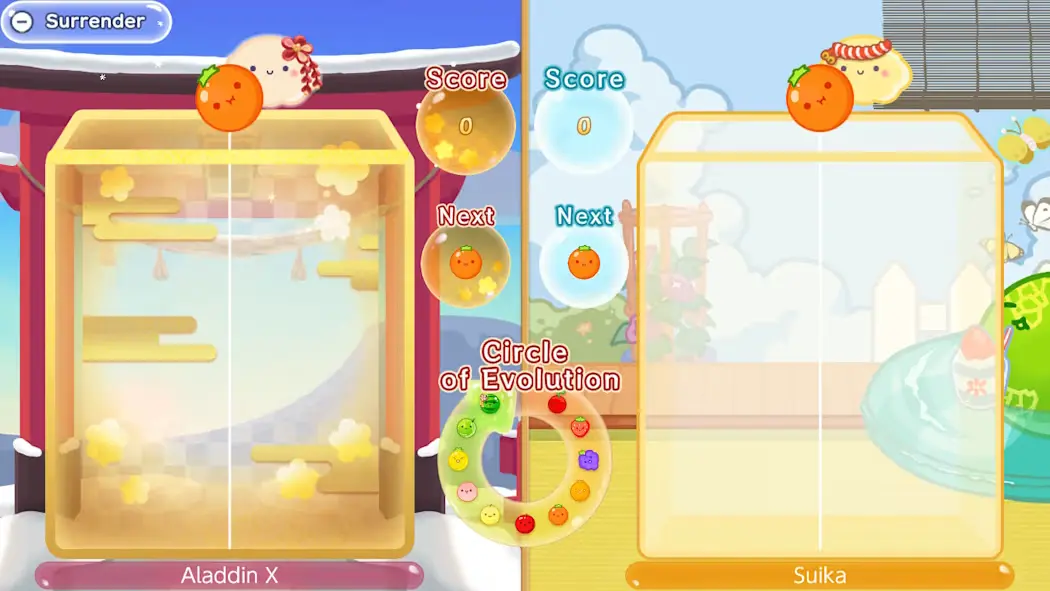 Surrender
Score
0
Score
0
Next
Next
Circle
of Evolution
Aladdin X
Suika